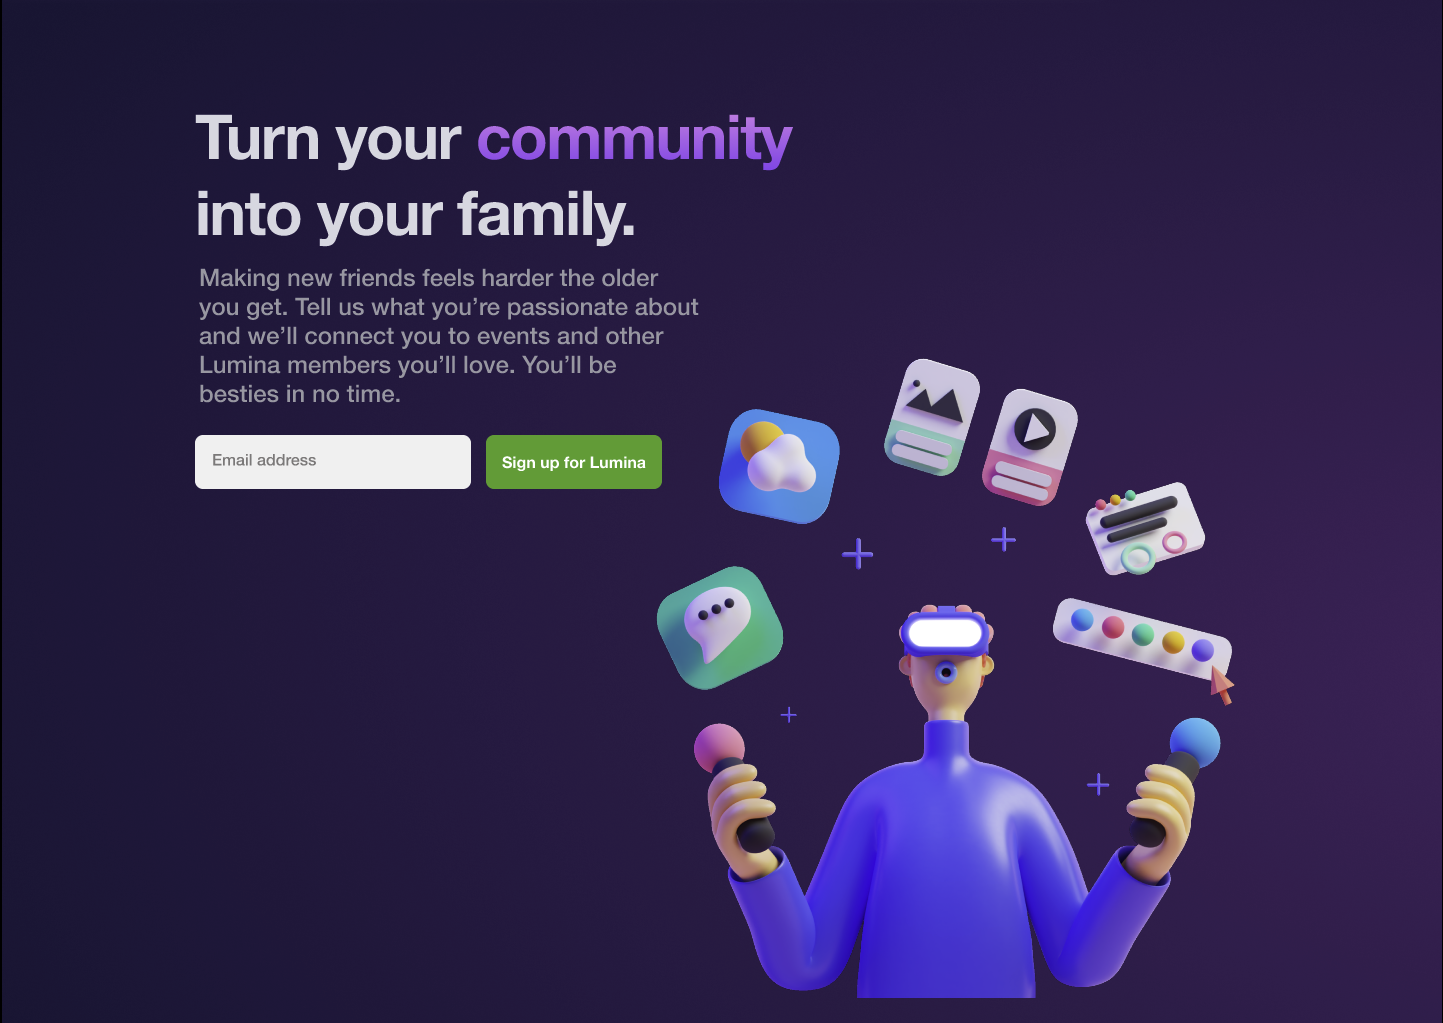 Turn your community
into your family.
Making new friends feels harder the older
you get. Tell us what you’re passionate about
and we’ll connect you to events and other
Lumina members you’ll love. You’ll be
besties in no time.
Email address
Sign up for Lumina